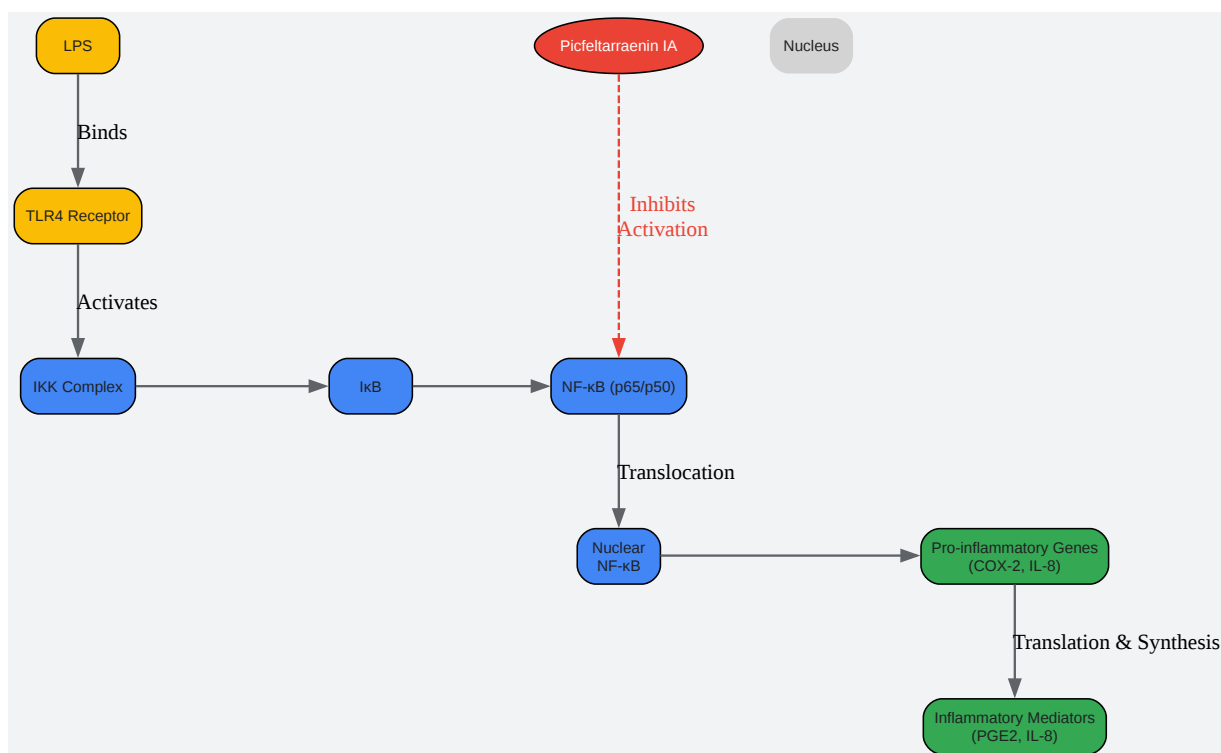 LPS
Picfeltarraenin IA
Nucleus
Binds
TLR4 Receptor
Inhibits
Activation
Activates
IKK Complex
IκB
NF-κB (p65/p50)
Translocation
Nuclear
NF-κB
Pro-inflammatory Genes
(COX-2, IL-8)
Translation & Synthesis
Inflammatory Mediators
(PGE2, IL-8)